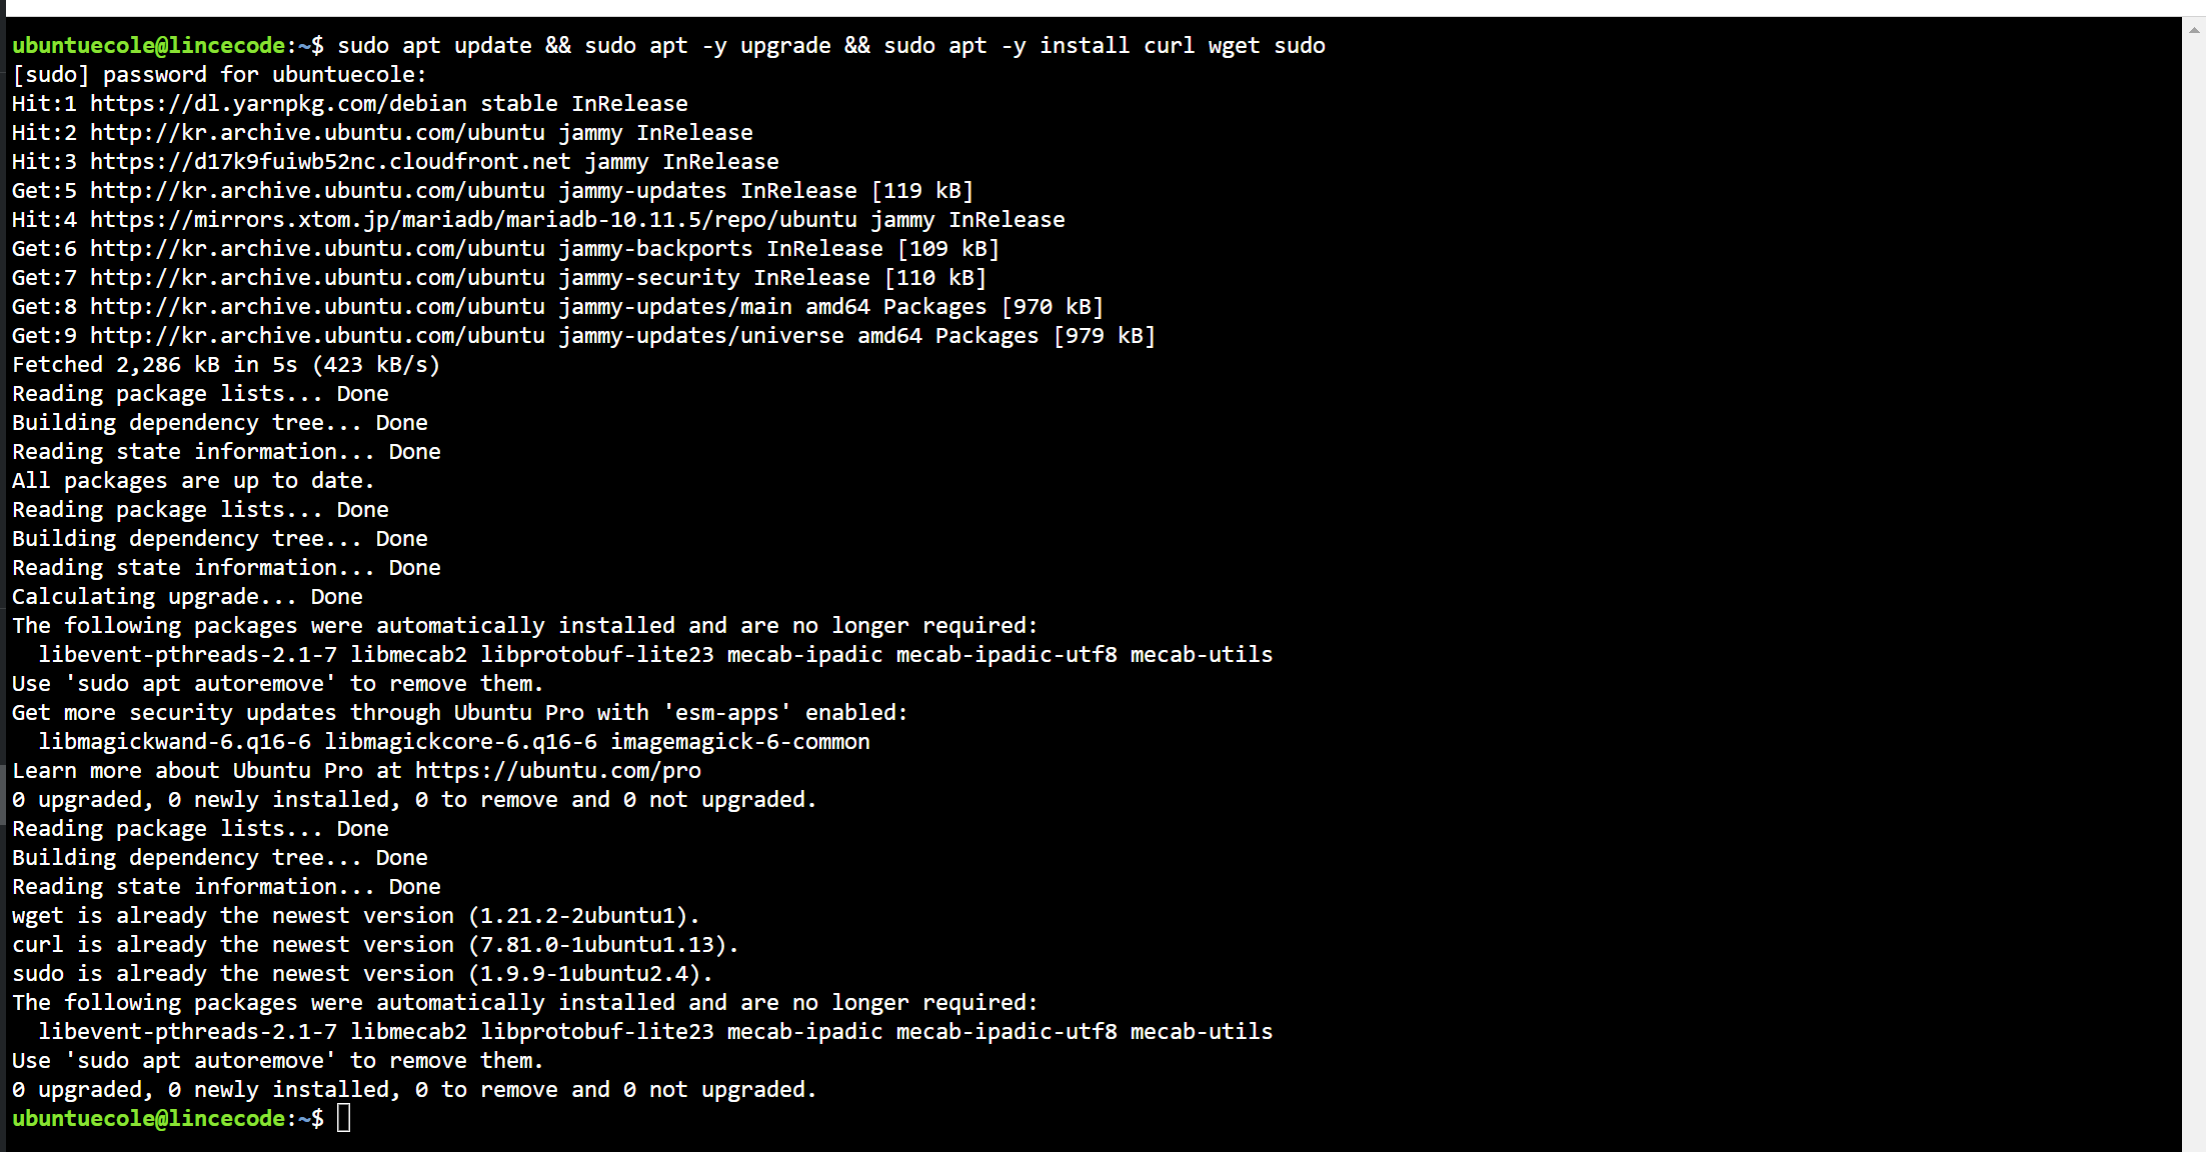 ubuntuecole@lincecode:~$ sudo apt update && sudo apt -y upgrade && sudo apt -y install curl wget sudo
[sudo] password for ubuntuecole:
Hit:1 https://dl.yarnpkg.com/debian stable InRelease
Hit:2 http://kr.archive.ubuntu.com/ubuntu jammy InRelease
Hit:3 https://d17k9fuiwb52nc.cloudfront.net jammy InRelease
Get:5 http://kr.archive.ubuntu.com/ubuntu jammy-updates InRelease [119 kB]
Hit:4 https://mirrors.xtom.jp/mariadb/mariadb-10.11.5/repo/ubuntu jammy InRelease
Get:6 http://kr.archive.ubuntu.com/ubuntu jammy-backports InRelease [109 kB]
Get:7 http://kr.archive.ubuntu.com/ubuntu jammy-security InRelease [110 kB]
Get:8 http://kr.archive.ubuntu.com/ubuntu jammy-updates/main amd64 Packages [970 kB]
Get:9 http://kr.archive.ubuntu.com/ubuntu jammy-updates/universe amd64 Packages [979 kB]
Fetched 2,286 kB in 5s (423 kB/s)
Reading package lists... Done
Building dependency tree... Done
Reading state information... Done
All packages are up to date.
Reading package lists... Done
Building dependency tree... Done
Reading state information... Done
Calculating upgrade... Done
The following packages were automatically installed and are no longer required:
  libevent-pthreads-2.1-7 libmecab2 libprotobuf-lite23 mecab-ipadic mecab-ipadic-utf8 mecab-utils
Use 'sudo apt autoremove' to remove them.
Get more security updates through Ubuntu Pro with 'esm-apps' enabled:
  libmagickwand-6.q16-6 libmagickcore-6.q16-6 imagemagick-6-common
Learn more about Ubuntu Pro at https://ubuntu.com/pro
0 upgraded, 0 newly installed, 0 to remove and 0 not upgraded.
Reading package lists... Done
Building dependency tree... Done
Reading state information... Done
wget is already the newest version (1.21.2-2ubuntu1).
curl is already the newest version (7.81.0-1ubuntu1.13).
sudo is already the newest version (1.9.9-1ubuntu2.4).
The following packages were automatically installed and are no longer required:
  libevent-pthreads-2.1-7 libmecab2 libprotobuf-lite23 mecab-ipadic mecab-ipadic-utf8 mecab-utils
Use 'sudo apt autoremove' to remove them.
0 upgraded, 0 newly installed, 0 to remove and 0 not upgraded.
ubuntuecole@lincecode:~$